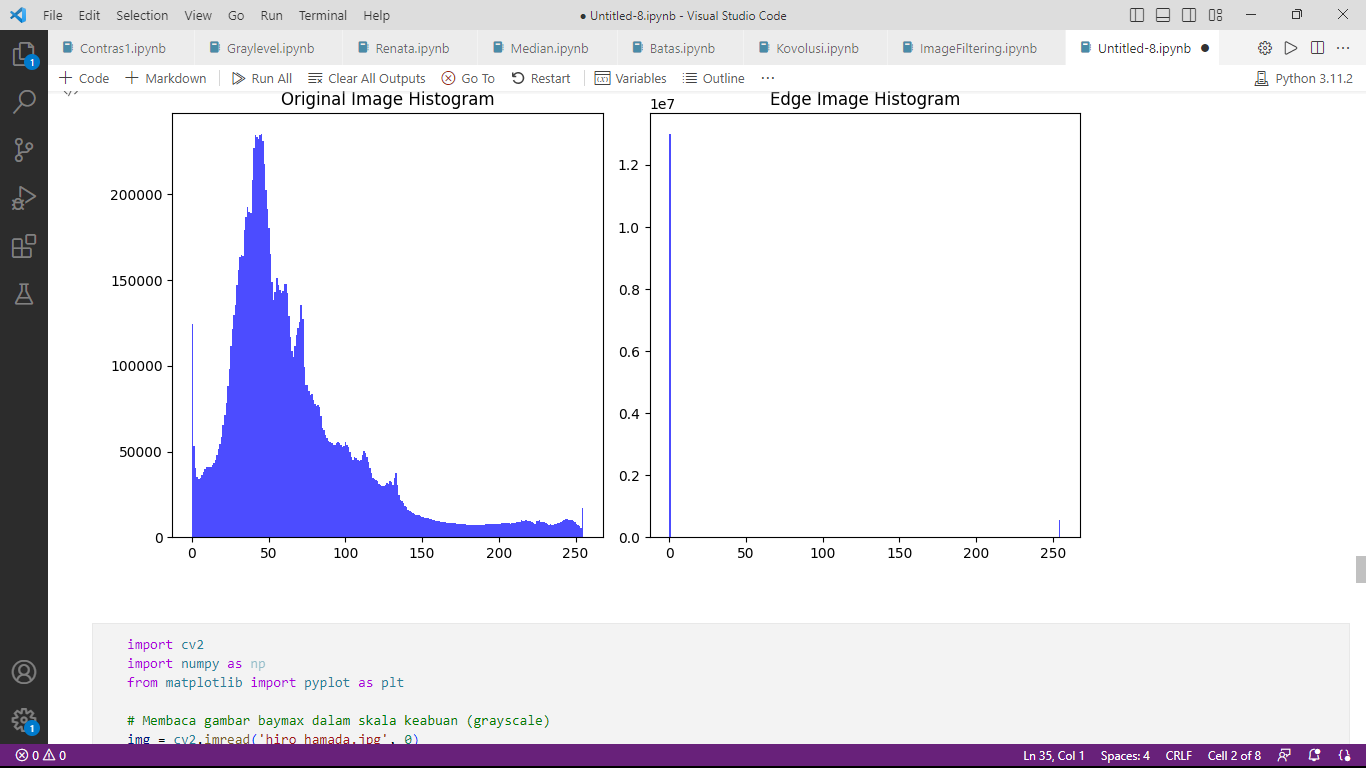 File Edit Selection View Go Run Terminal Help ● Untitled-8.ipynb - Visual Studio Code
Contras1.ipynb Graylevel.ipynb Renata.ipynb Median.ipynb Batas.ipynb Kovolusi.ipynb ImageFiltering.ipynb Untitled-8.ipynb ●
+ Code + Markdown Run All Clear All Outputs Go To Restart Variables Outline ··· Python 3.11.2
1
Original Image Histogram
200000
150000
100000
50000
0
0 50 100 150 200 250
Edge Image Histogram
1e7
1.2
1.0
0.8
0.6
0.4
0.2
0.0
0 50 100 150 200 250
import cv2
import numpy as np
from matplotlib import pyplot as plt
# Membaca gambar baymax dalam skala keabuan (grayscale)
img = cv2.imread('hiro hamada.jpg', 0)
1
0 0 Ln 35, Col 1 Spaces: 4 CRLF Cell 2 of 8